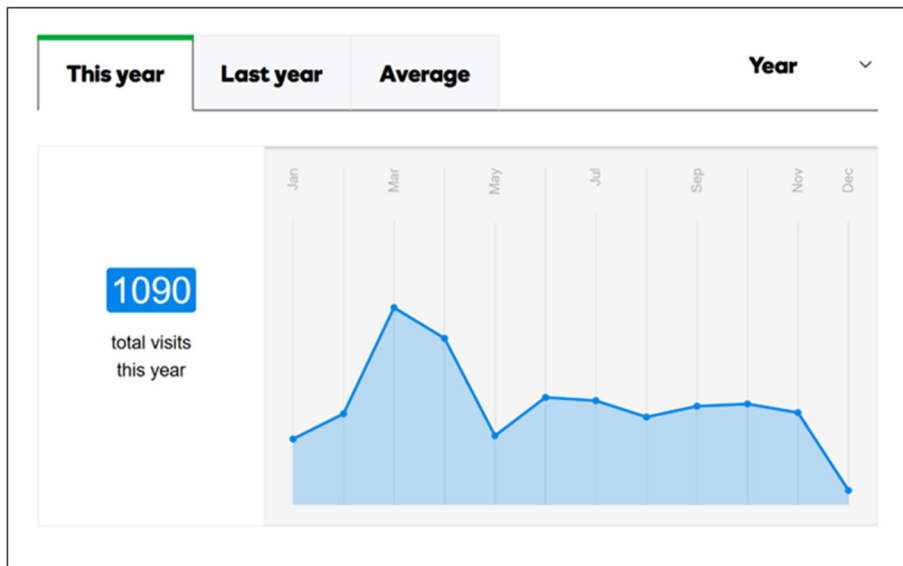 This year Last year Average Year
Jan Mar May Jul Sep Nov Dec
1090
total visits
this year